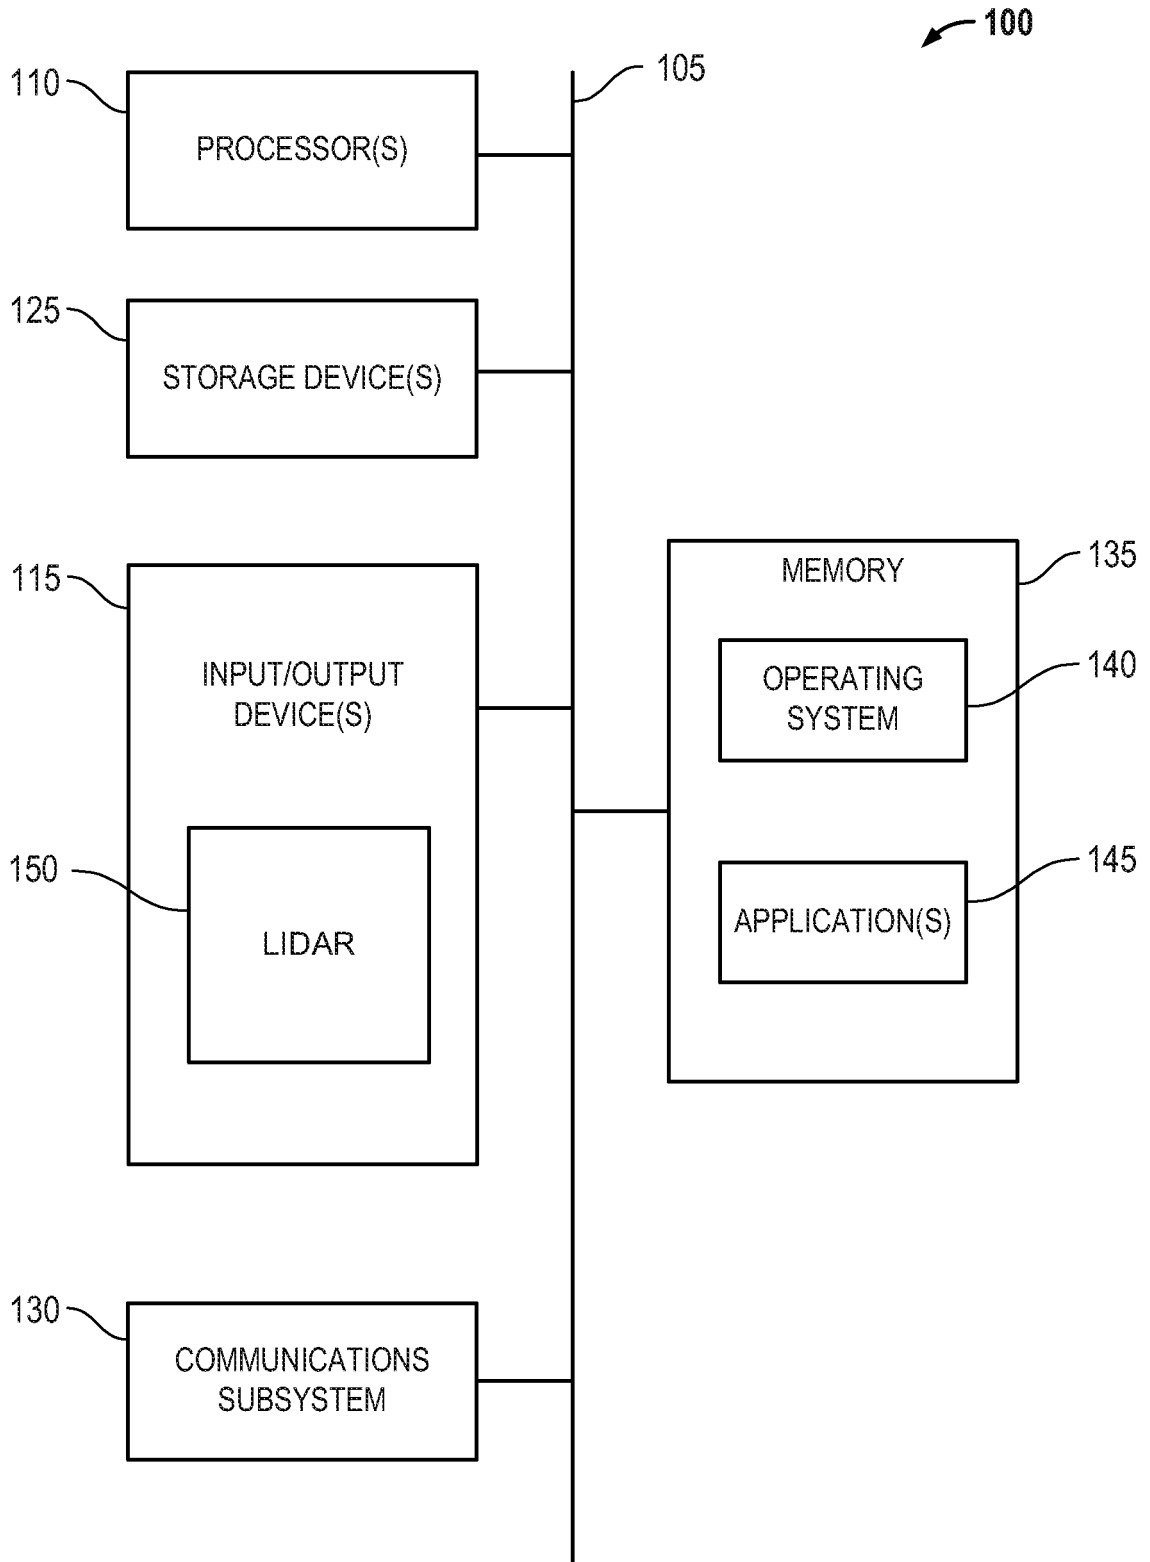 100
110
105
PROCESSOR(S)
125
STORAGE DEVICE(S)
115
INPUT/OUTPUT
DEVICE(S)
150
LIDAR
135
MEMORY
140
OPERATING
SYSTEM
145
APPLICATION(S)
130
COMMUNICATIONS
SUBSYSTEM